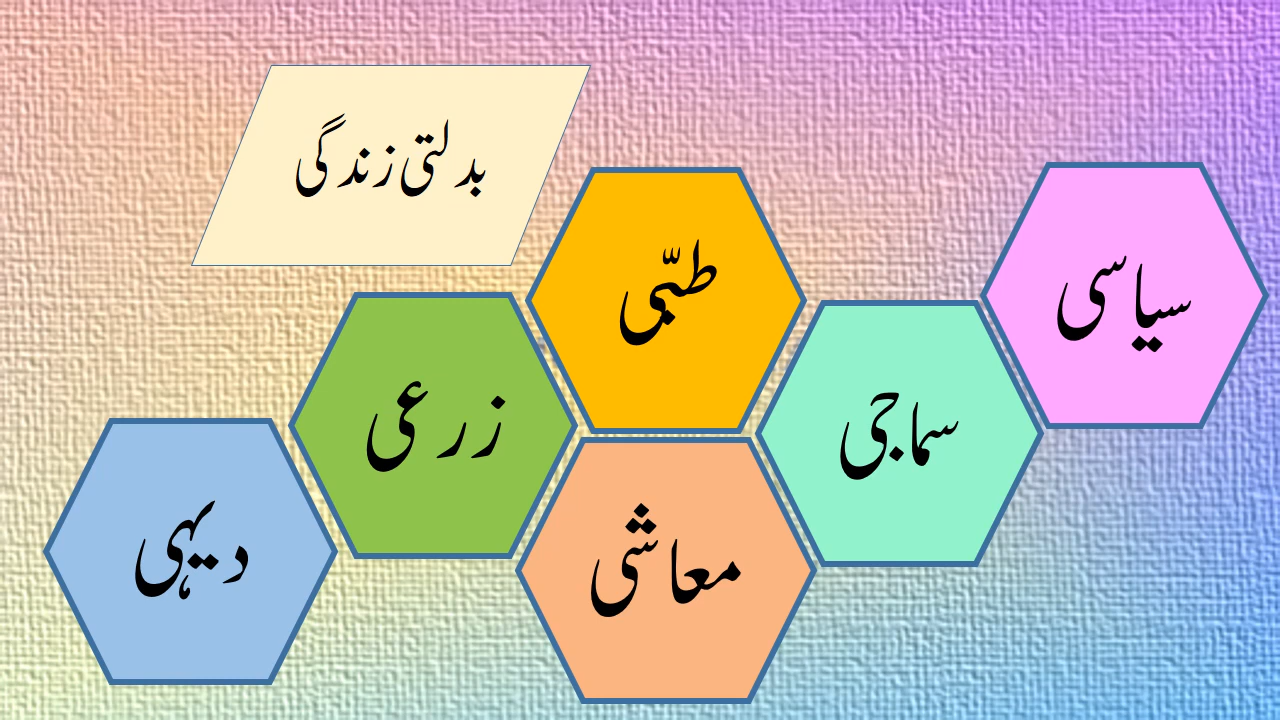 بدلتی زندگی
سیاسی
طبّی
سماجی
زرعی
معاشی
دیہی